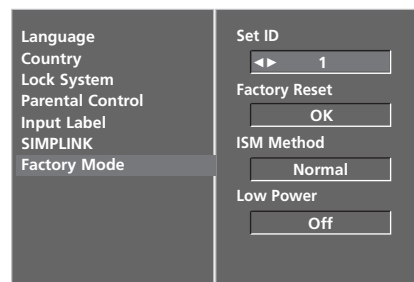 Language
Country
Lock System
Parental Control
Input Label
SIMPLINK
Factory Mode
Set ID
◀▶ 1
Factory Reset
OK
ISM Method
Normal
Low Power
Off